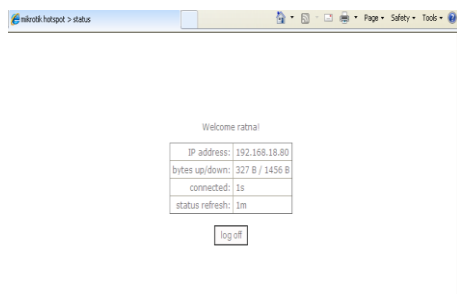 mikrotik hotspot > status
Page Safety Tools
Welcome ratna!
IP address: 192.168.18.80
bytes up/down: 327 B / 1456 B
connected: 1s
status refresh: 1m
log off